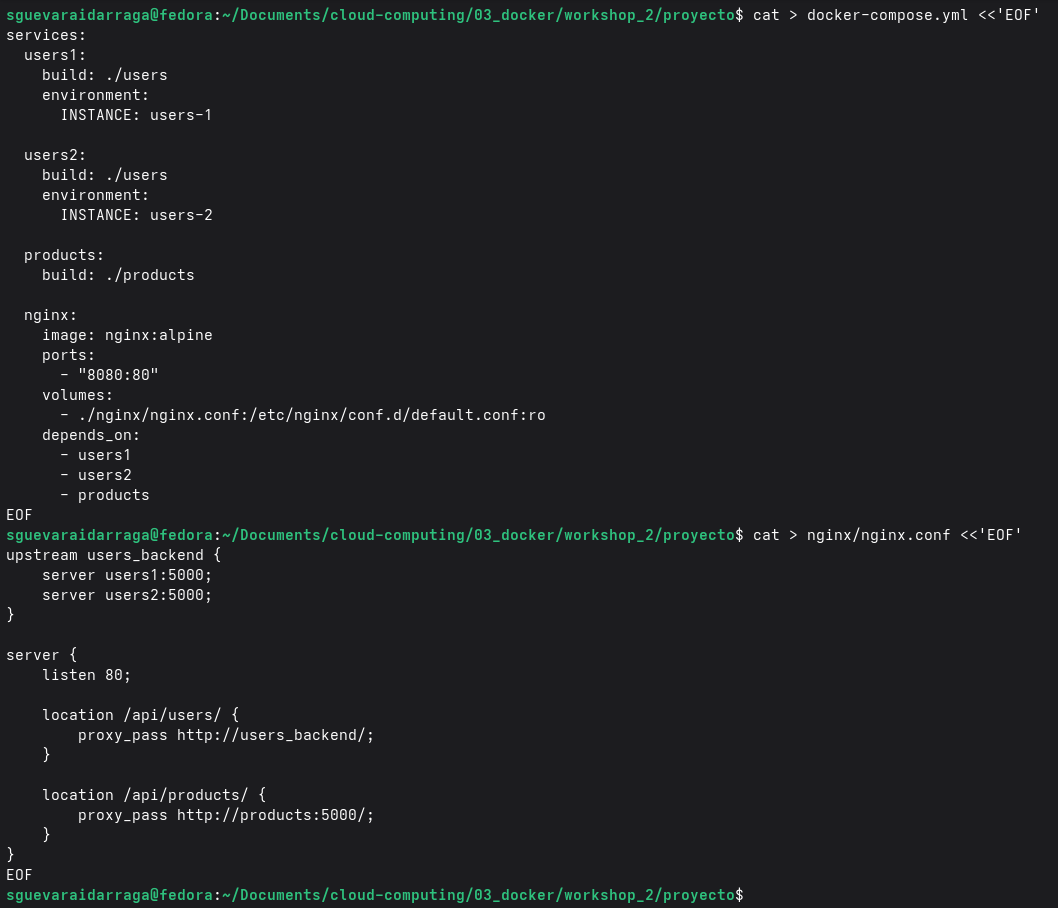 sguevaraidarraga@fedora:~/Documents/cloud-computing/03_docker/workshop_2/proyecto$ cat > docker-compose.yml <<'EOF'
services:
  users1:
    build: ./users
    environment:
      INSTANCE: users-1

  users2:
    build: ./users
    environment:
      INSTANCE: users-2

  products:
    build: ./products

  nginx:
    image: nginx:alpine
    ports:
      - "8080:80"
    volumes:
      - ./nginx/nginx.conf:/etc/nginx/conf.d/default.conf:ro
    depends_on:
      - users1
      - users2
      - products
EOF
sguevaraidarraga@fedora:~/Documents/cloud-computing/03_docker/workshop_2/proyecto$ cat > nginx/nginx.conf <<'EOF'
upstream users_backend {
    server users1:5000;
    server users2:5000;
}

server {
    listen 80;

    location /api/users/ {
        proxy_pass http://users_backend/;
    }

    location /api/products/ {
        proxy_pass http://products:5000/;
    }
}
EOF
sguevaraidarraga@fedora:~/Documents/cloud-computing/03_docker/workshop_2/proyecto$